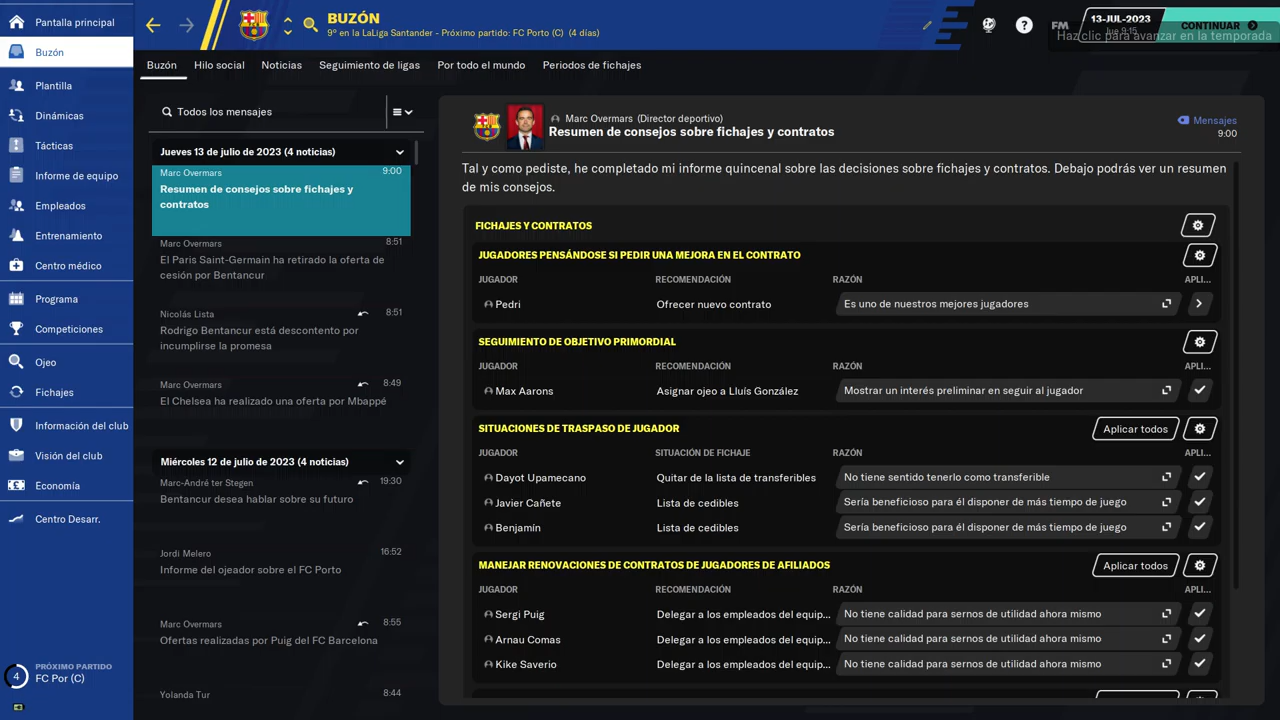 Pantalla principal
Buzón
Plantilla
Dinámicas
Tácticas
Informe de equipo
Empleados
Entrenamiento
Centro médico
Programa
Competiciones
Ojeo
Fichajes
Información del club
Visión del club
Economía
Centro Desarr.
4
PRÓXIMO PARTIDO
FC Por (C)
BUZÓN
9º en la LaLiga Santander - Próximo partido: FC Porto (C) (4 días)
FM
13-JUL-2023
jue 9:15
CONTINUAR
Haz clic para avanzar en la temporada
Buzón Hilo social Noticias Seguimiento de ligas Por todo el mundo Periodos de fichajes
Todos los mensajes
Jueves 13 de julio de 2023 (4 noticias)
Marc Overmars 9:00
Resumen de consejos sobre fichajes y
contratos
Marc Overmars 8:51
El Paris Saint-Germain ha retirado la oferta de
cesión por Bentancur
Nicolás Lista 8:51
Rodrigo Bentancur está descontento por
incumplirse la promesa
Marc Overmars 8:49
El Chelsea ha realizado una oferta por Mbappé
Miércoles 12 de julio de 2023 (4 noticias)
Marc-André ter Stegen 19:30
Bentancur desea hablar sobre su futuro
Jordi Melero 16:52
Informe del ojeador sobre el FC Porto
Marc Overmars 8:55
Ofertas realizadas por Puig del FC Barcelona
Yolanda Tur 8:44
Marc Overmars (Director deportivo)
Resumen de consejos sobre fichajes y contratos
Mensajes
9:00
Tal y como pediste, he completado mi informe quincenal sobre las decisiones sobre fichajes y contratos. Debajo podrás ver un resumen
de mis consejos.
FICHAJES Y CONTRATOS
JUGADORES PENSÁNDOSE SI PEDIR UNA MEJORA EN EL CONTRATO
JUGADOR RECOMENDACIÓN RAZÓN APLI...
Pedri Ofrecer nuevo contrato Es uno de nuestros mejores jugadores
SEGUIMIENTO DE OBJETIVO PRIMORDIAL
JUGADOR RECOMENDACIÓN RAZÓN APLI...
Max Aarons Asignar ojeo a Lluís González Mostrar un interés preliminar en seguir al jugador
SITUACIONES DE TRASPASO DE JUGADOR Aplicar todos
JUGADOR SITUACIÓN DE FICHAJE RAZÓN APLI...
Dayot Upamecano Quitar de la lista de transferibles No tiene sentido tenerlo como transferible
Javier Cañete Lista de cedibles Sería beneficioso para él disponer de más tiempo de juego
Benjamín Lista de cedibles Sería beneficioso para él disponer de más tiempo de juego
MANEJAR RENOVACIONES DE CONTRATOS DE JUGADORES DE AFILIADOS Aplicar todos
JUGADOR RECOMENDACIÓN RAZÓN APLI...
Sergi Puig Delegar a los empleados del equip... No tiene calidad para sernos de utilidad ahora mismo
Arnau Comas Delegar a los empleados del equip... No tiene calidad para sernos de utilidad ahora mismo
Kike Saverio Delegar a los empleados del equip... No tiene calidad para sernos de utilidad ahora mismo